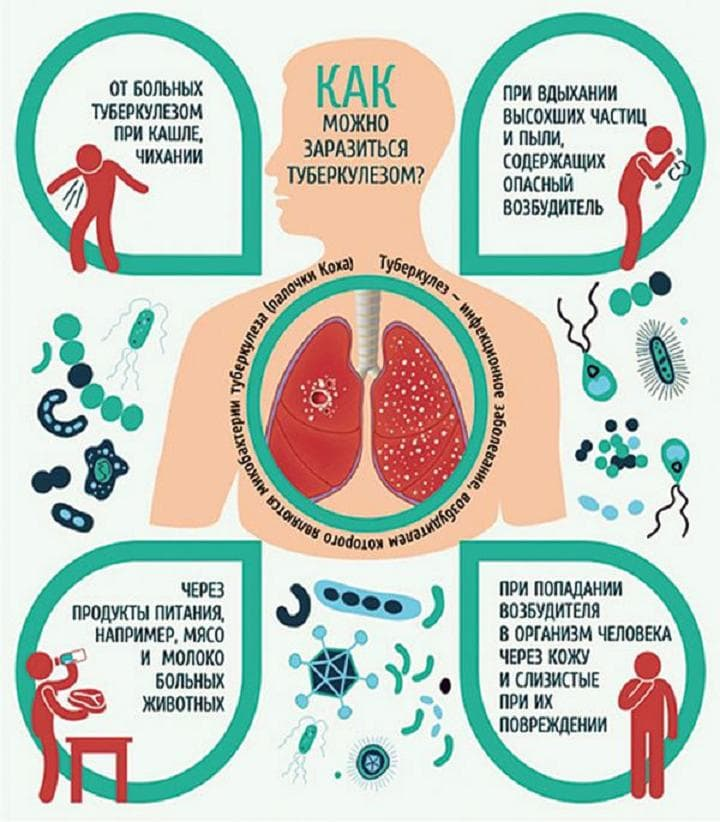 ОТ БОЛЬНЫХ
ТУБЕРКУЛЕЗОМ
ПРИ КАШЛЕ,
ЧИХАНИИ
КАК
МОЖНО
ЗАРАЗИТЬСЯ
ТУБЕРКУЛЕЗОМ?
ПРИ ВДЫХАНИИ
ВЫСОХШИХ ЧАСТИЦ
И ПЫЛИ,
СОДЕРЖАЩИХ
ОПАСНЫЙ
ВОЗБУДИТЕЛЬ
Туберкулез – инфекционное заболевание, возбудителем которого являются микобактерии туберкулеза (палочки Коха)
ЧЕРЕЗ
ПРОДУКТЫ ПИТАНИЯ,
НАПРИМЕР, МЯСО
И МОЛОКО
БОЛЬНЫХ
ЖИВОТНЫХ
ПРИ ПОПАДАНИИ
ВОЗБУДИТЕЛЯ
В ОРГАНИЗМ ЧЕЛОВЕКА
ЧЕРЕЗ КОЖУ
И СЛИЗИСТЫЕ
ПРИ ИХ
ПОВРЕЖДЕНИИ